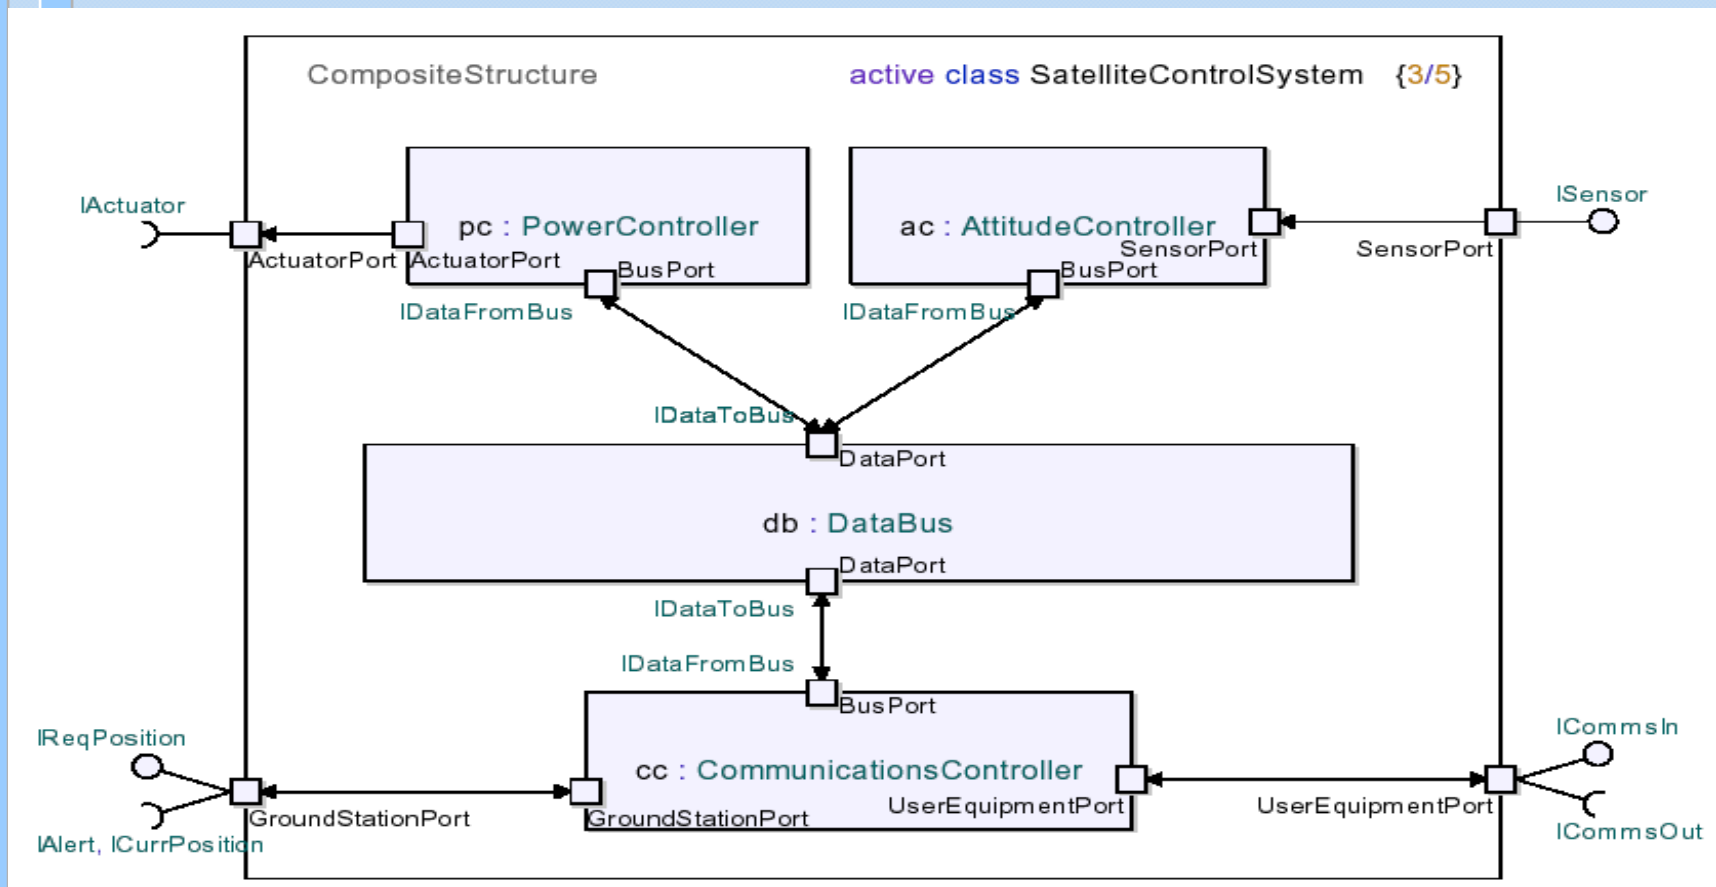 CompositeStructure
active class SatelliteControlSystem {3/5}
IActuator
ISensor
pc : PowerController
ac : AttitudeController
ActuatorPort
ActuatorPort
SensorPort
SensorPort
BusPort
BusPort
IDataFromBus
IDataFromBus
IDataToBus
DataPort
db : DataBus
DataPort
IDataToBus
IDataFromBus
BusPort
IReqPosition
ICommsIn
cc : CommunicationsController
UserEquipmentPort
UserEquipmentPort
GroundStationPort
GroundStationPort
IAlert, ICurrPosition
ICommsOut